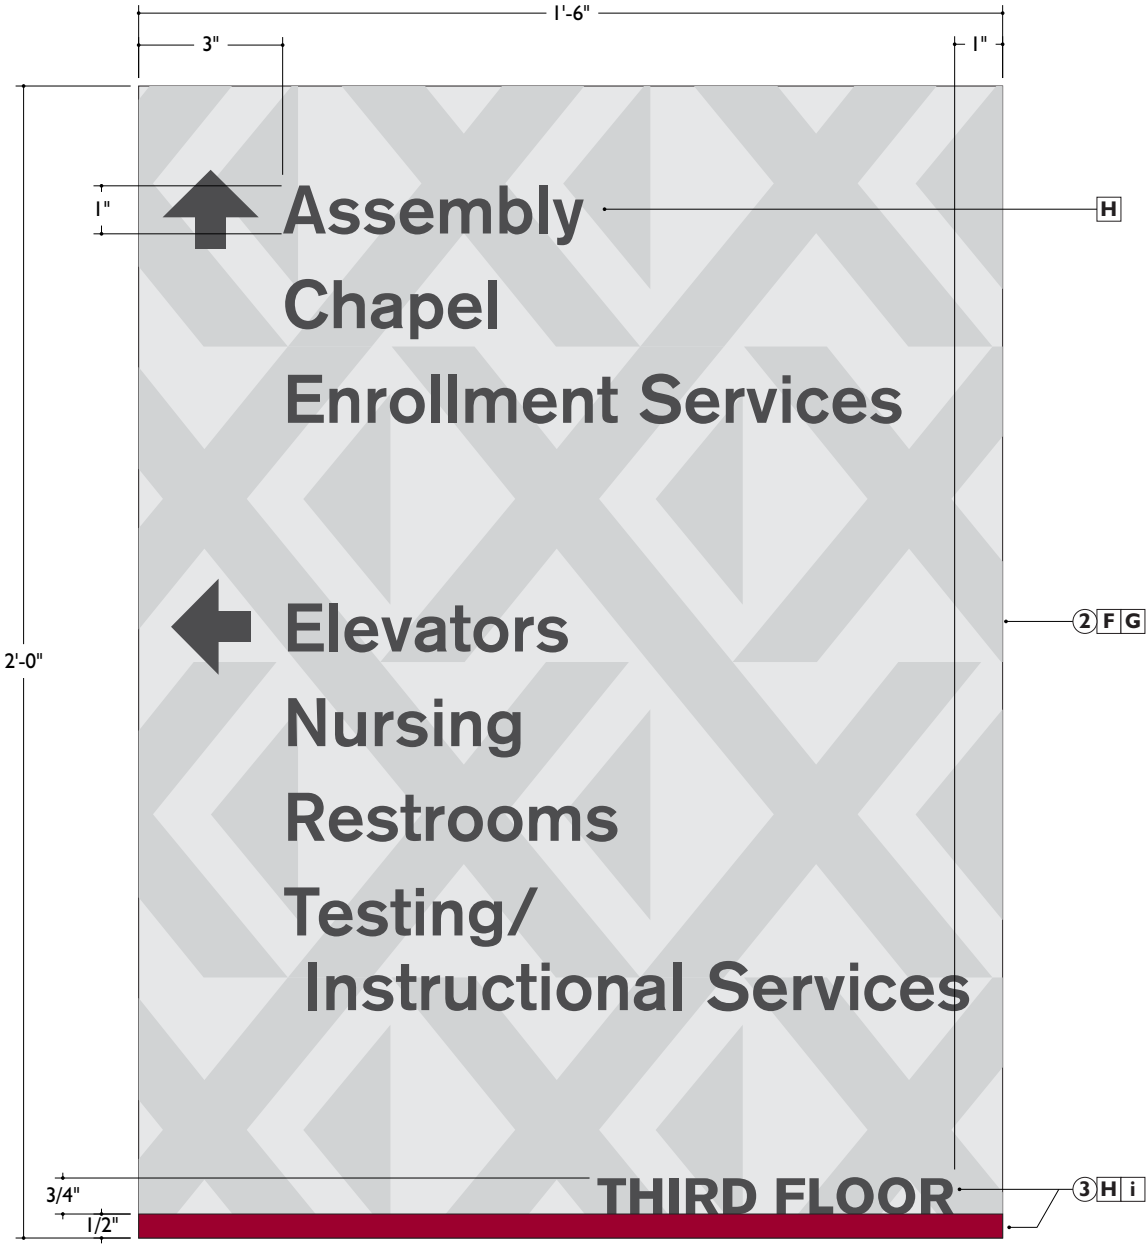 1'-6"
3"
1"
1"
Assembly
H
Chapel
Enrollment Services
Elevators
2 F G
2'-0"
Nursing
Restrooms
Testing/
Instructional Services
3/4"
THIRD FLOOR
3 H i
1/2"